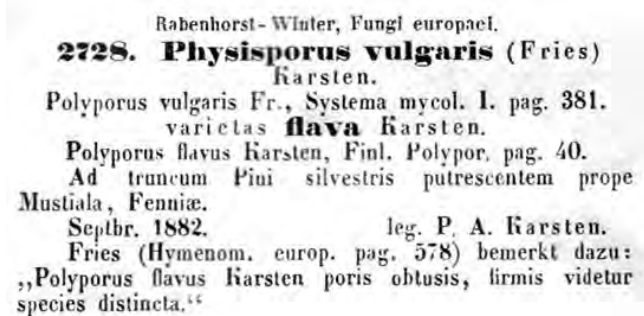 Rabenhorst-Winter, Fungi europaei.
2728. Physisporus vulgaris (Fries)
Karsten.
Polyporus vulgaris Fr., Systema mycol. I. pag. 381.
varietas flava Karsten.
Polyporus flavus Karsten, Finl. Polypor. pag. 40.
Ad truncum Pini silvestris putrescentem prope
Mustiala, Fenniæ.
Septbr. 1882. leg. P. A. Karsten.
Fries (Hymenom. europ. pag. 578) bemerkt dazu:
„Polyporus flavus Karsten poris obtusis, firmis videtur
species distincta.“